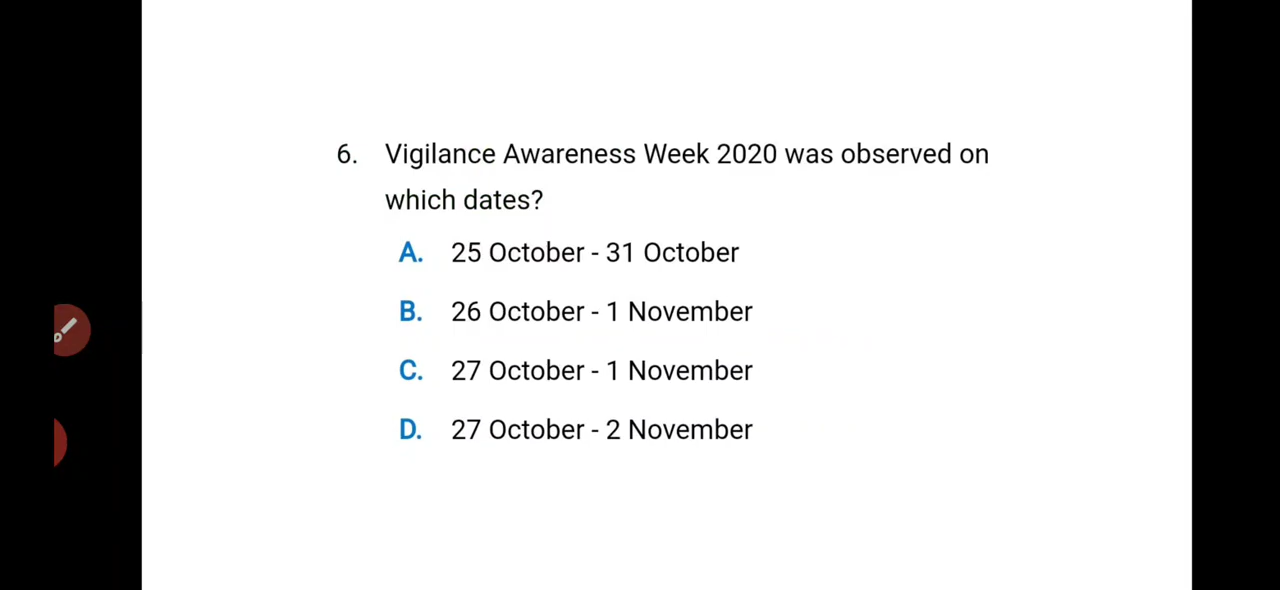 6. Vigilance Awareness Week 2020 was observed on
which dates?
A. 25 October - 31 October
B. 26 October - 1 November
C. 27 October - 1 November
D. 27 October - 2 November